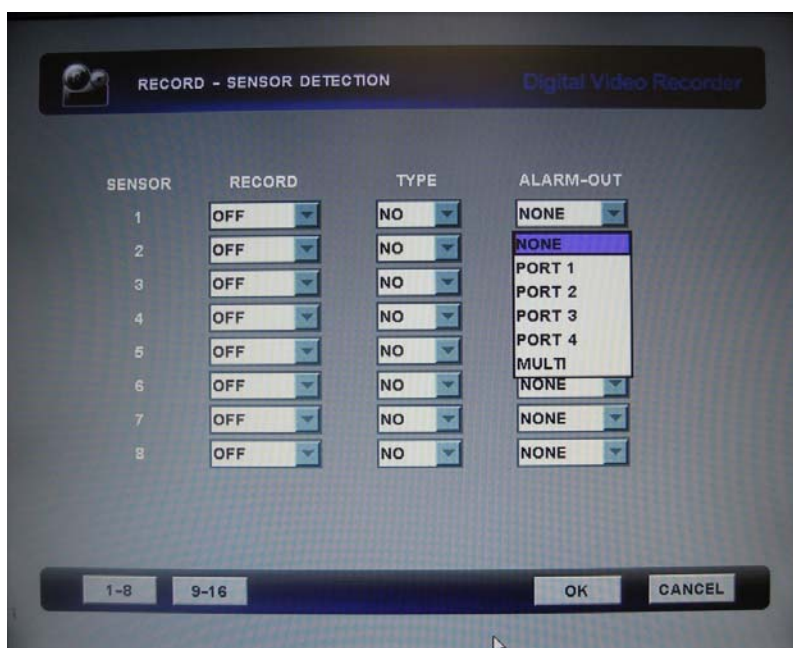 RECORD - SENSOR DETECTION Digital Video Recorder
SENSOR RECORD TYPE ALARM-OUT
1 OFF NO NONE
2 OFF NO NONE
3 OFF NO PORT 1
PORT 2
4 OFF NO PORT 3
5 OFF NO PORT 4
MULTI
6 OFF NO NONE
7 OFF NO NONE
8 OFF NO NONE
1-8 9-16 OK CANCEL